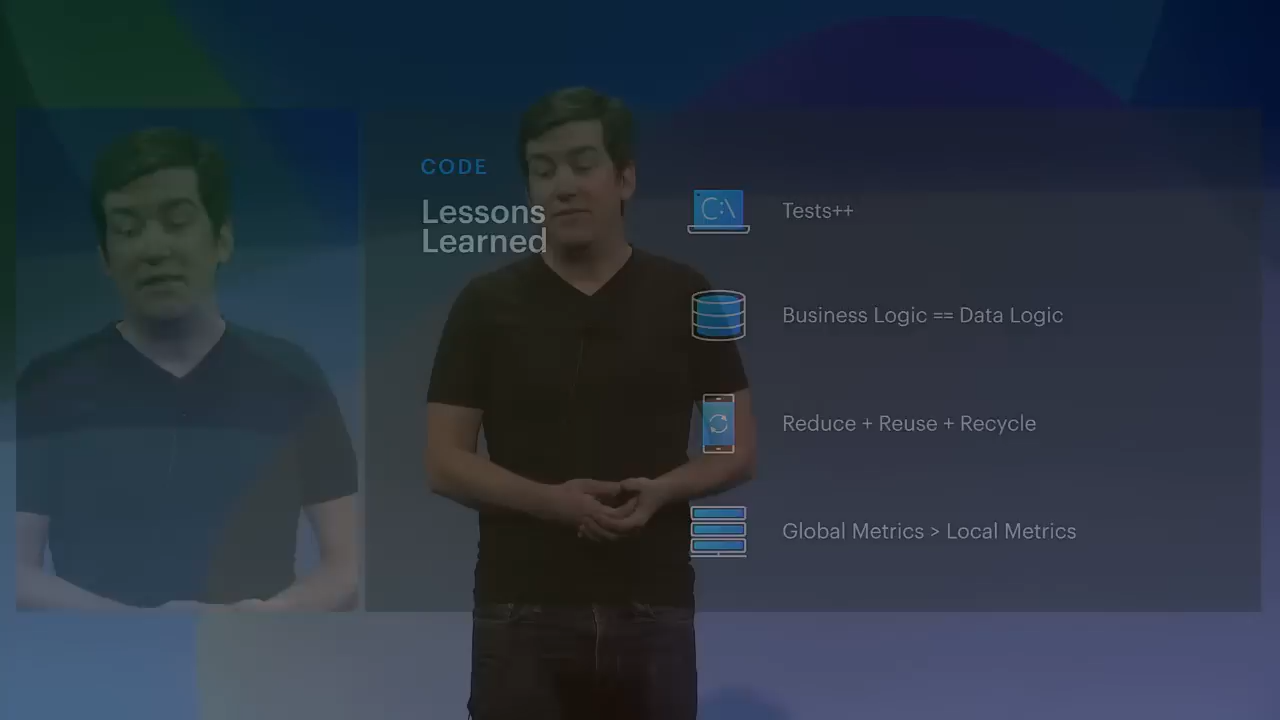 CODE
Lessons
Learned
C:\
Tests++
Business Logic == Data Logic
Reduce + Reuse + Recycle
Global Metrics > Local Metrics